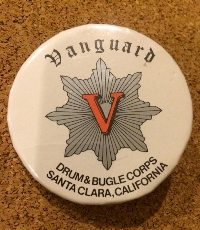 Vanguard
V
DRUM & BUGLE CORPS
SANTA CLARA, CALIFORNIA